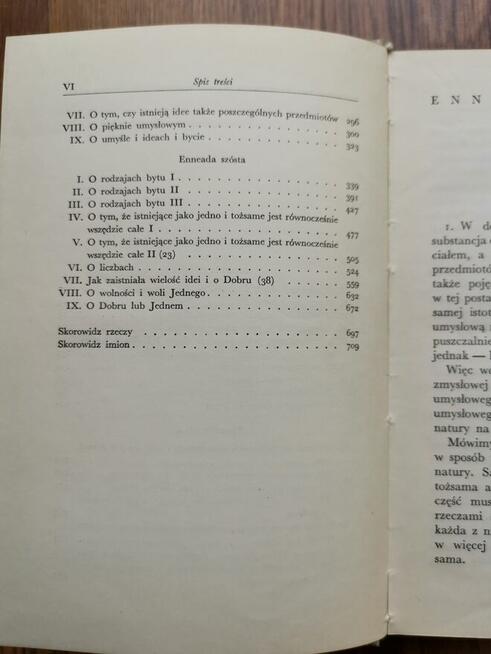 VI
Spis treści
VII. O tym, czy istnieją idee także poszczególnych przedmiotów 296
VIII. O pięknie umysłowym . . . . . . . . . . . . . 300
IX. O umyśle i ideach i bycie . . . . . . . . . . . . 323
Enneada szósta
I. O rodzajach bytu I . . . . . . . . . . . . . . 339
II. O rodzajach bytu II . . . . . . . . . . . . . . 391
III. O rodzajach bytu III . . . . . . . . . . . . . . 427
IV. O tym, że istniejące jako jedno i tożsame jest równocześnie
wszędzie całe I . . . . . . . . . . . . . . . 477
V. O tym, że istniejące jako jedno i tożsame jest równocześnie
wszędzie całe II (23) . . . . . . . . . . . . . 505
VI. O liczbach . . . . . . . . . . . . . . . . 524
VII. Jak zaistniała wielość idei i o Dobru (38) . . . . . . . 559
VIII. O wolności i woli Jednego . . . . . . . . . . . . 632
IX. O Dobru lub Jednem . . . . . . . . . . . . . 672
Skorowidz rzeczy . . . . . . . . . . . . . . . . 697
Skorowidz imion . . . . . . . . . . . . . . . . 709
ENN
1. W do
substancja
ciałem, a
przedmiotów
także poję
w tej posta
samej istot
umysłową
puszczalnie
jednak —
Więc we
zmysłowej
umysłoweg
umysłoweg
natury na
Mówimy
w sposób
natury. Są
tożsama a
część mus
rzeczami
każda z n
w więcej
sama.